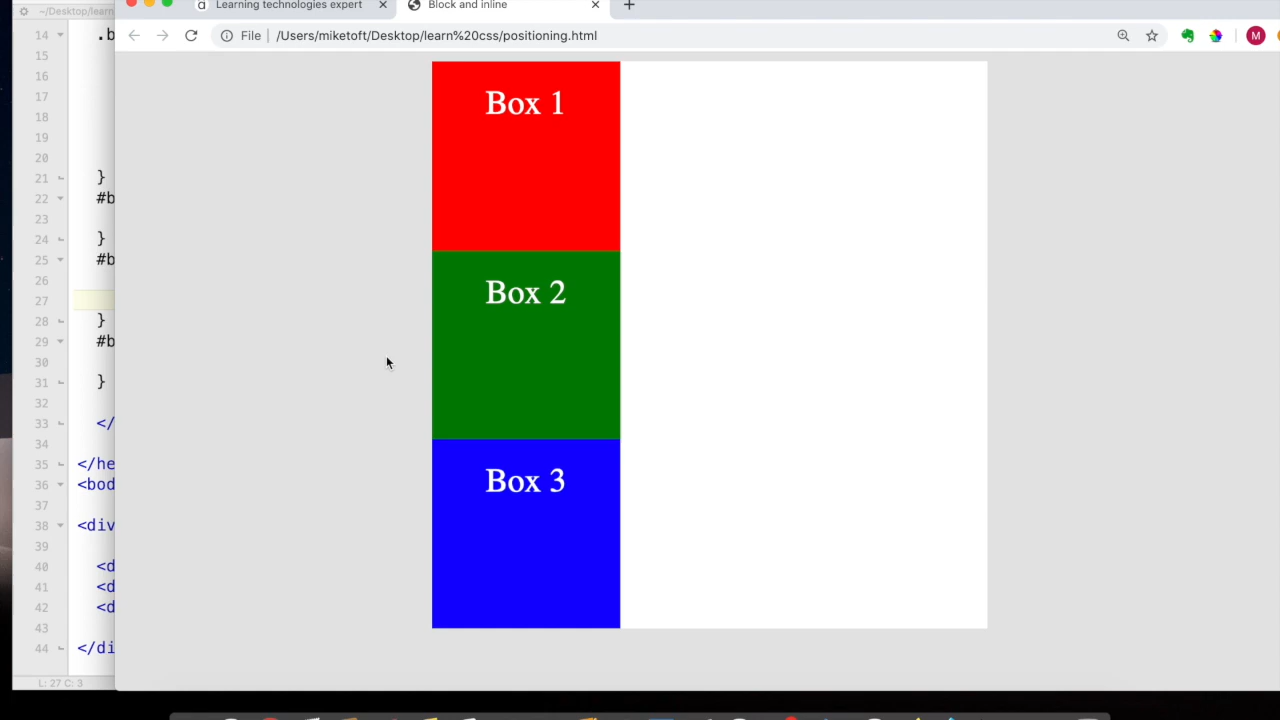 Learning technologies expert
Block and inline
~/Desktop/learn
File
/Users/miketoft/Desktop/learn%20css/positioning.html
M
14 .b
15
16
17
18
19
20
21 }
22 #b
23
24 }
25 #b
26
27
28 }
29 #b
30
31 }
32
33 </
34
35 </he
36 <bod
37
38 <div
39
40 <d
41 <d
42 <d
43
44 </di
L: 27 C: 3
Box 1
Box 2
Box 3